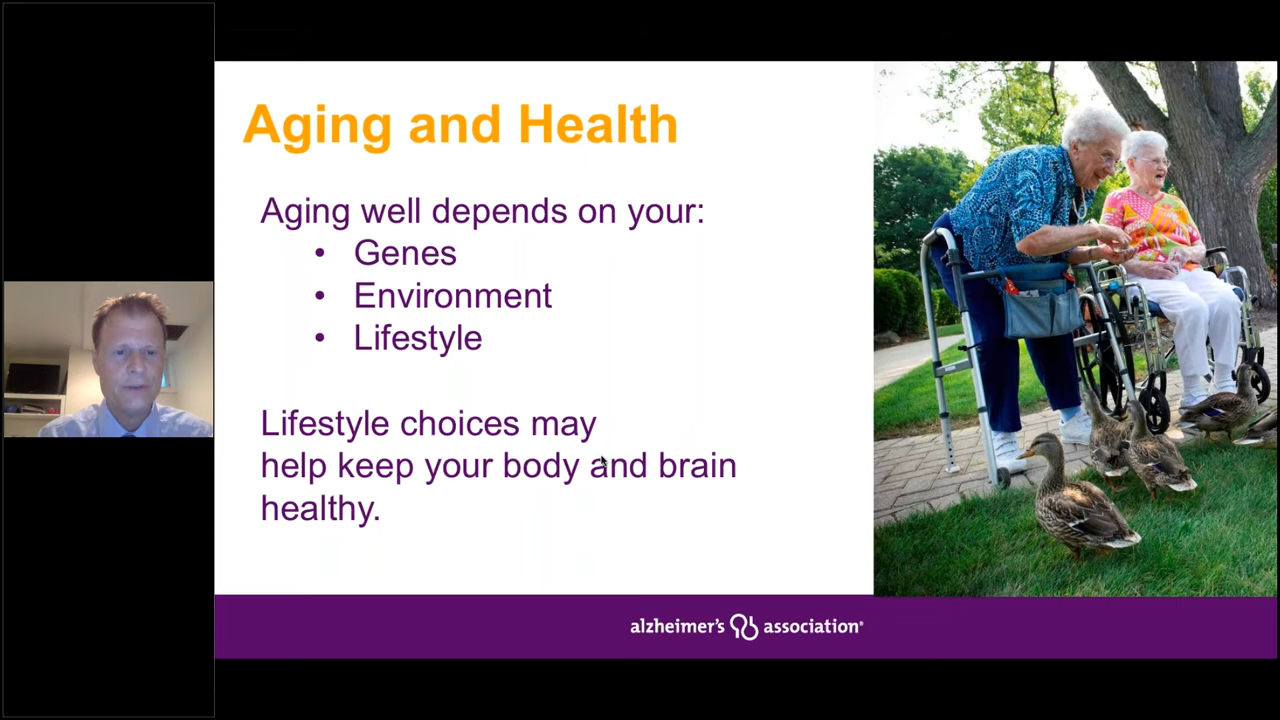 Aging and Health
Aging well depends on your:
• Genes
• Environment
• Lifestyle
Lifestyle choices may
help keep your body and brain
healthy.
alzheimer's association®